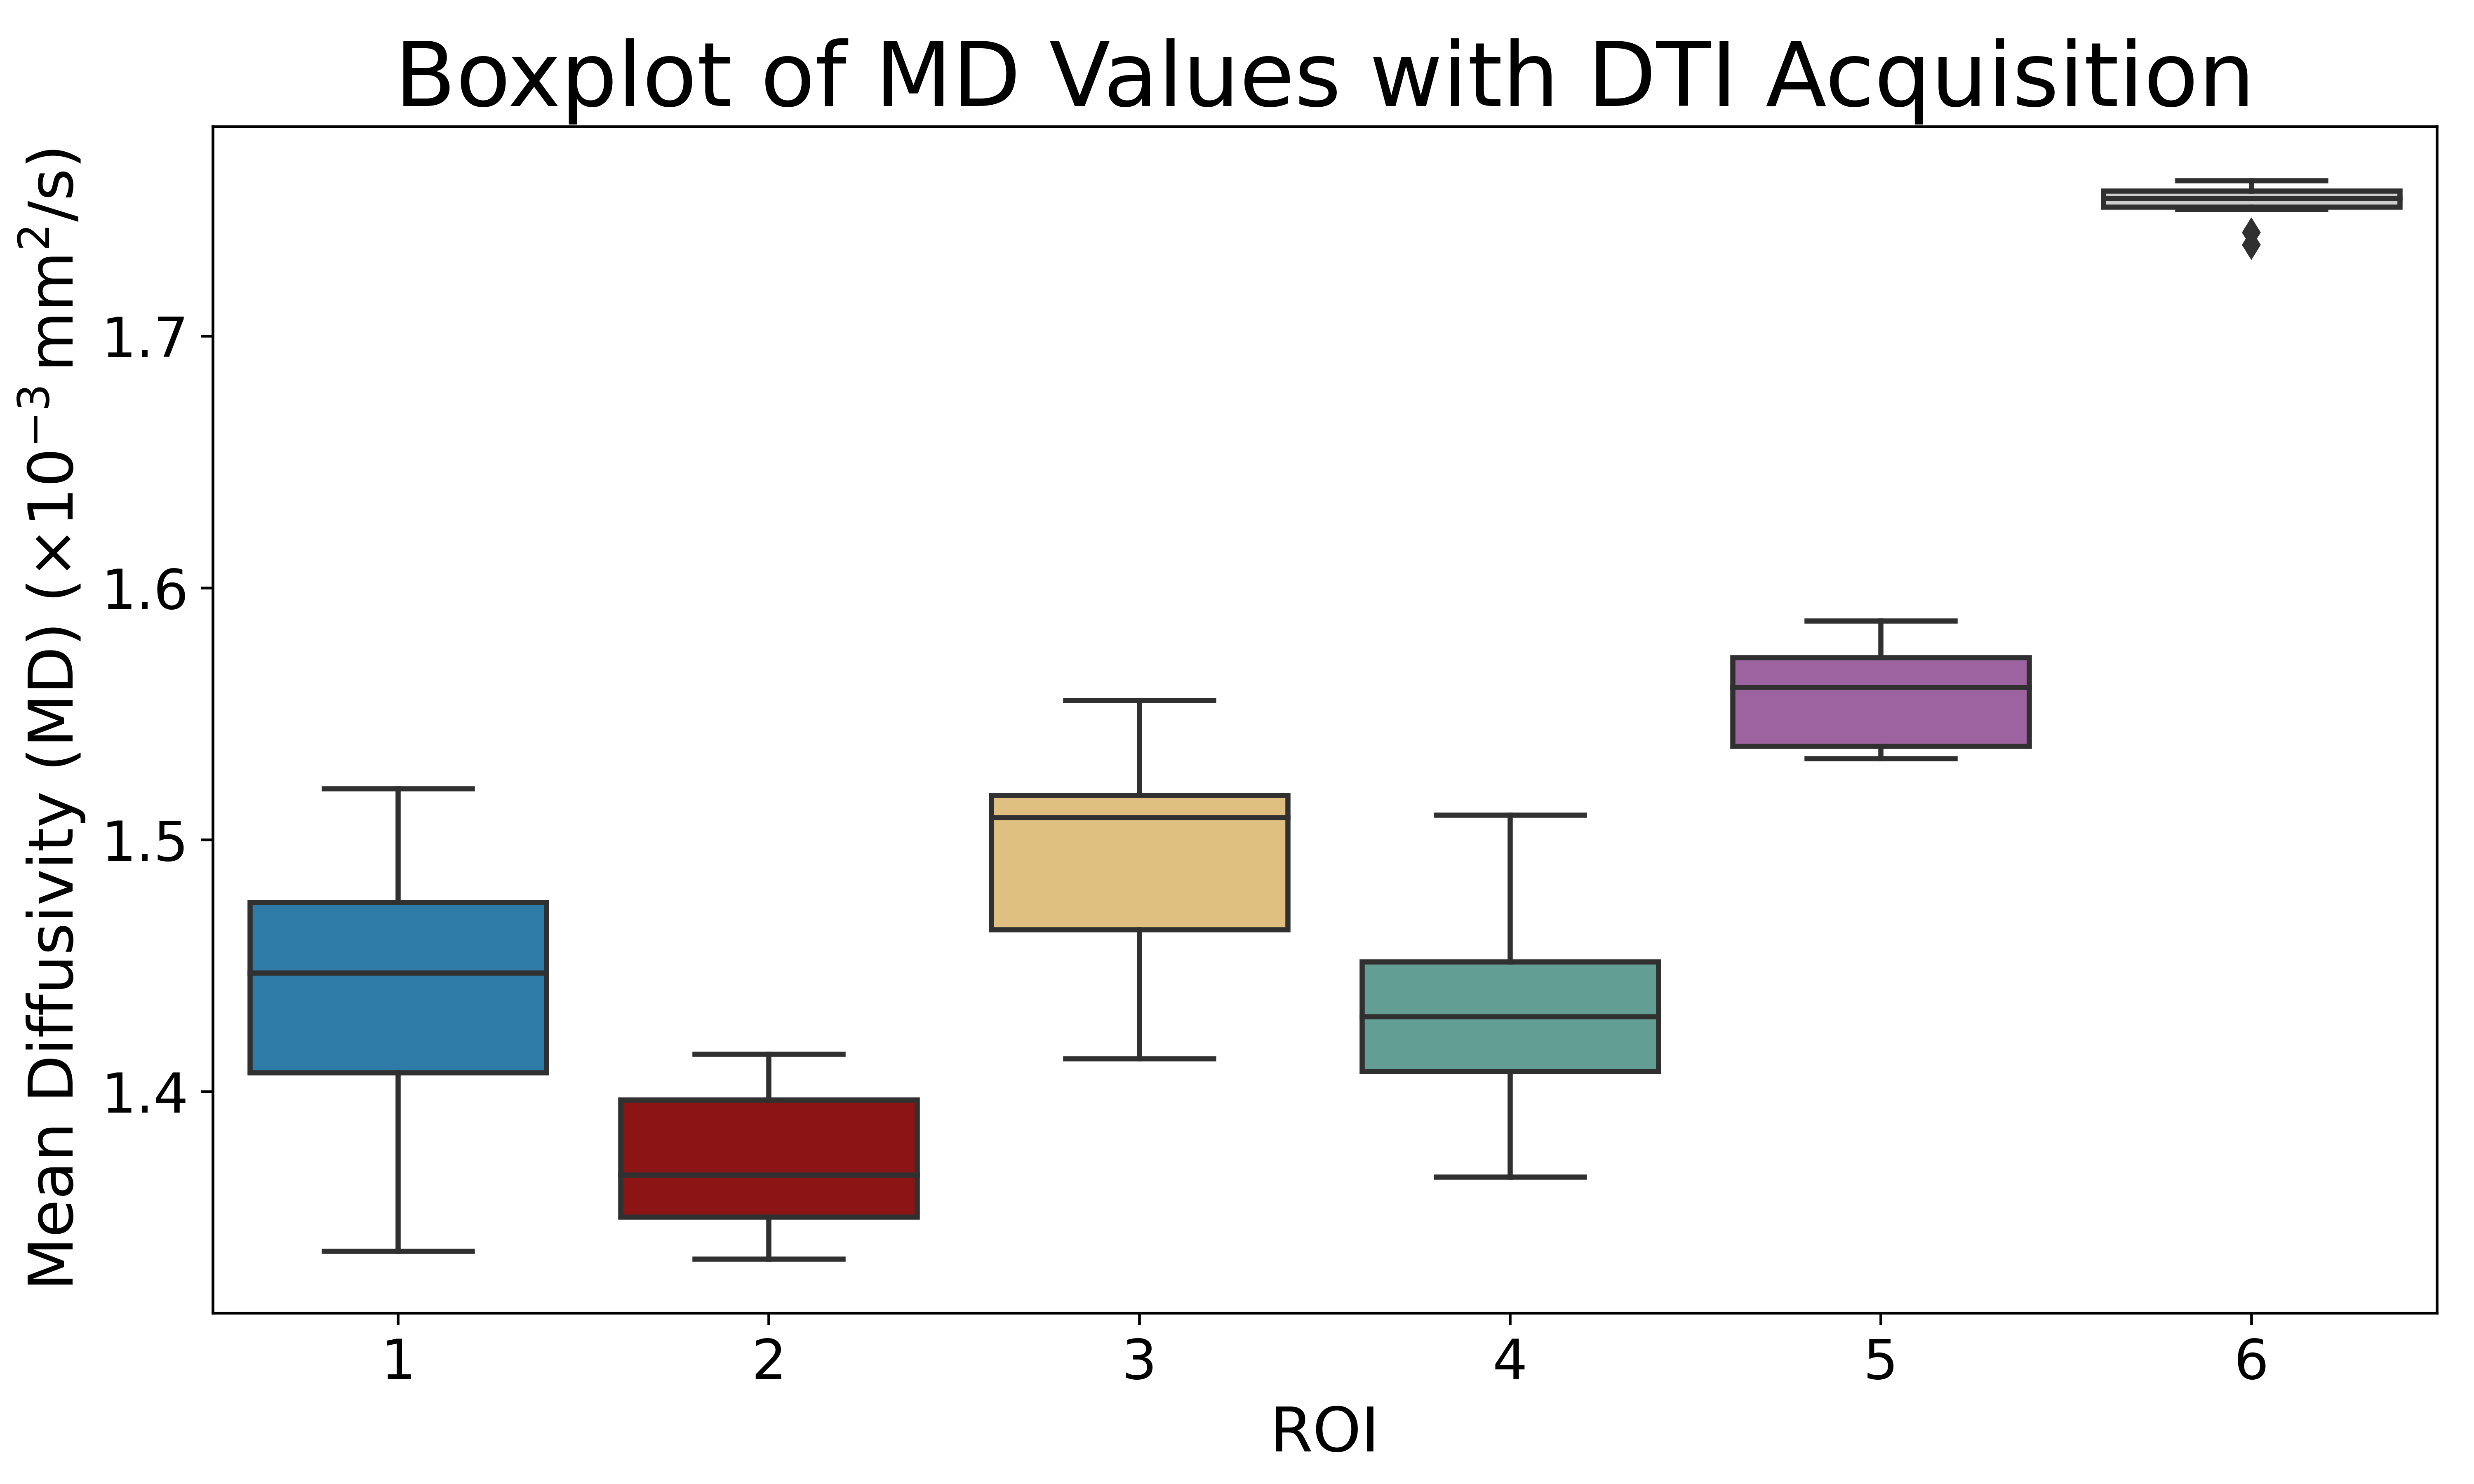 Boxplot of MD Values with DTI Acquisition
Mean Diffusivity (MD) (×10⁻³ mm²/s)
1.7
1.6
1.5
1.4
1 2 3 4 5 6
ROI